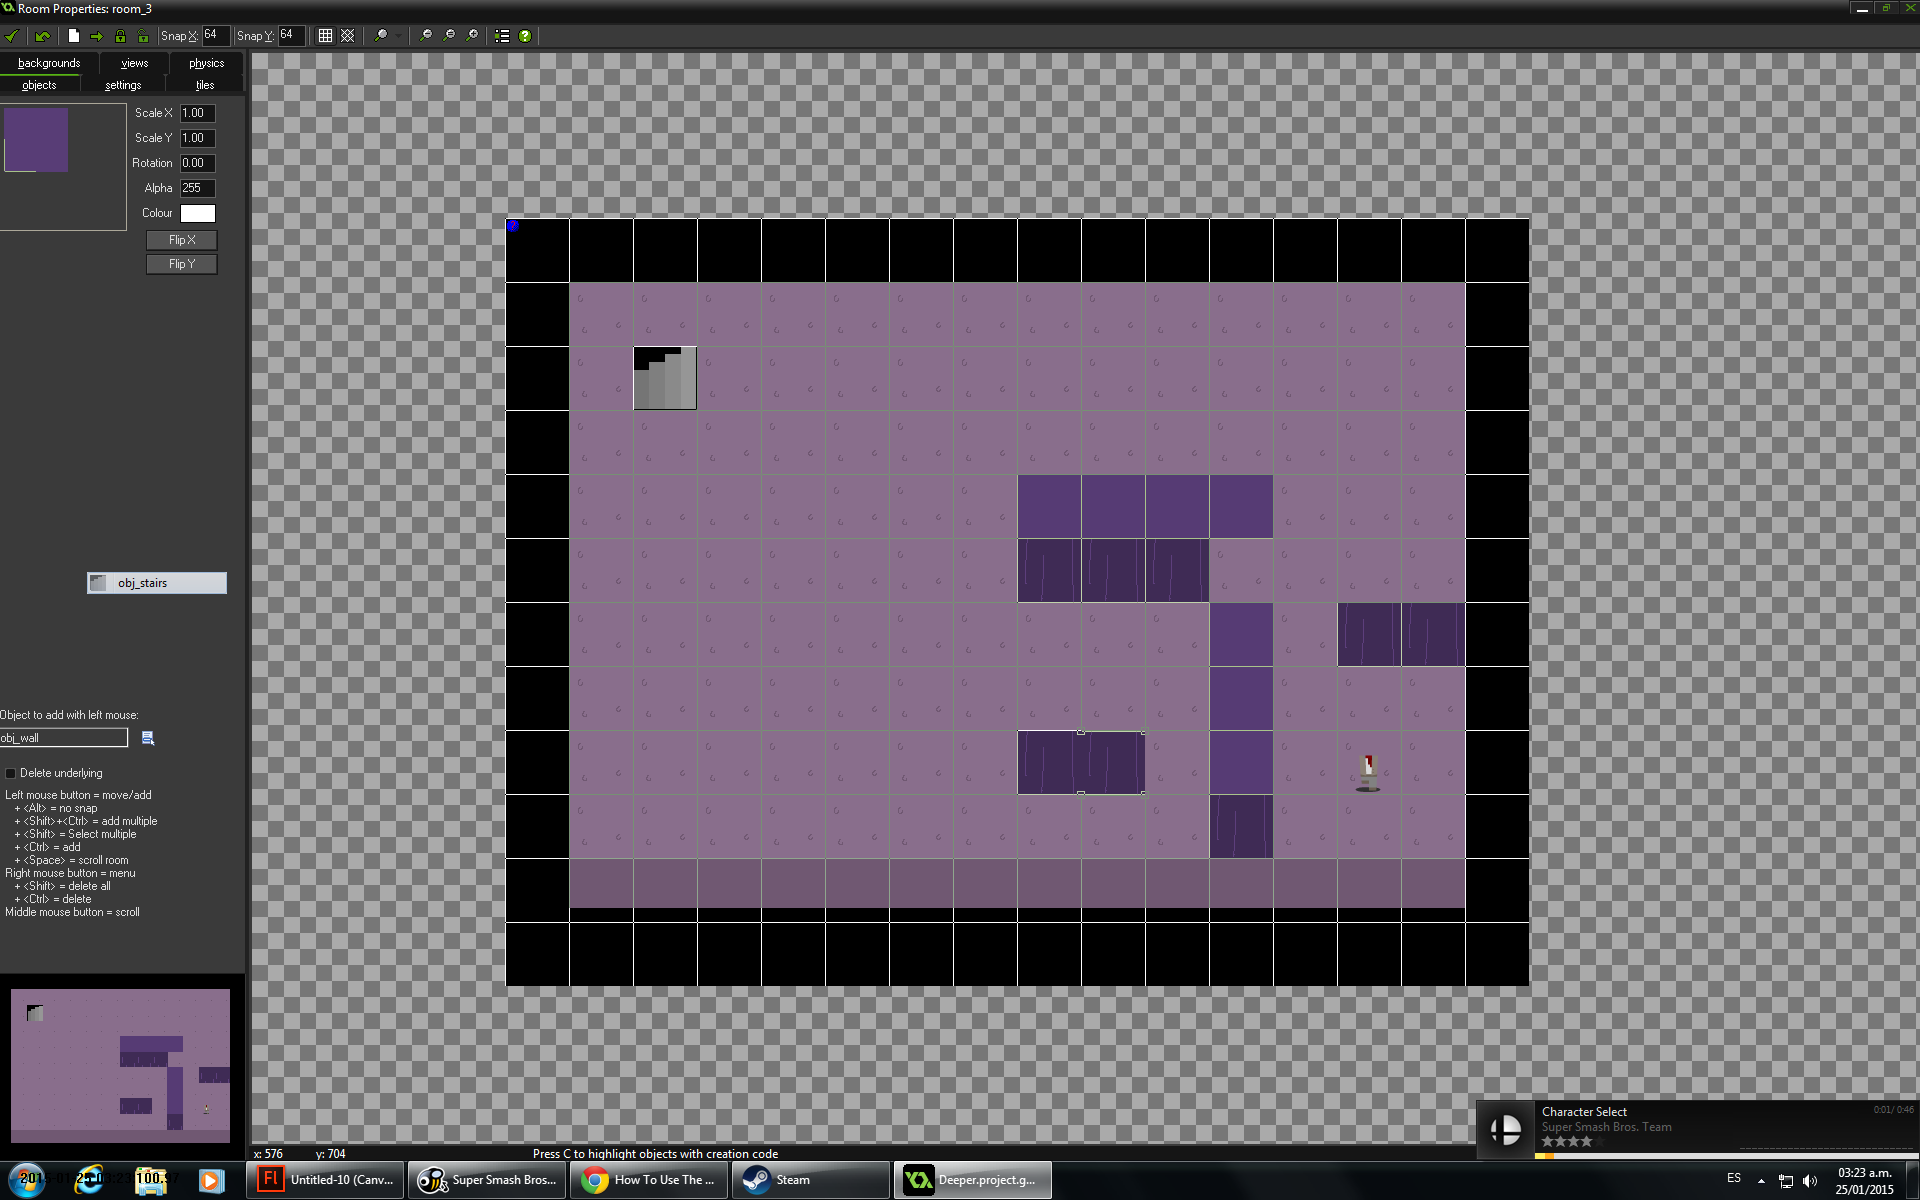 Room Properties: room_3
Snap X: 64 Snap Y: 64
backgrounds views physics
objects settings tiles
Scale X 1.00
Scale Y 1.00
Rotation 0.00
Alpha 255
Colour
Flip X
Flip Y
obj_stairs
Object to add with left mouse:
obj_wall
Delete underlying
Left mouse button = move/add
+ <Alt> = no snap
+ <Shift>+<Ctrl> = add multiple
+ <Shift> = Select multiple
+ <Ctrl> = add
+ <Space> = scroll room
Right mouse button = menu
+ <Shift> = delete all
+ <Ctrl> = delete
Middle mouse button = scroll
x: 576 y: 704 Press C to highlight objects with creation code
Character Select 0:01/ 0:46
Super Smash Bros. Team
Fl Untitled-10 (Canv... Super Smash Bros... How To Use The ... Steam Deeper.project.g...
ES 03:23 a.m.
25/01/2015